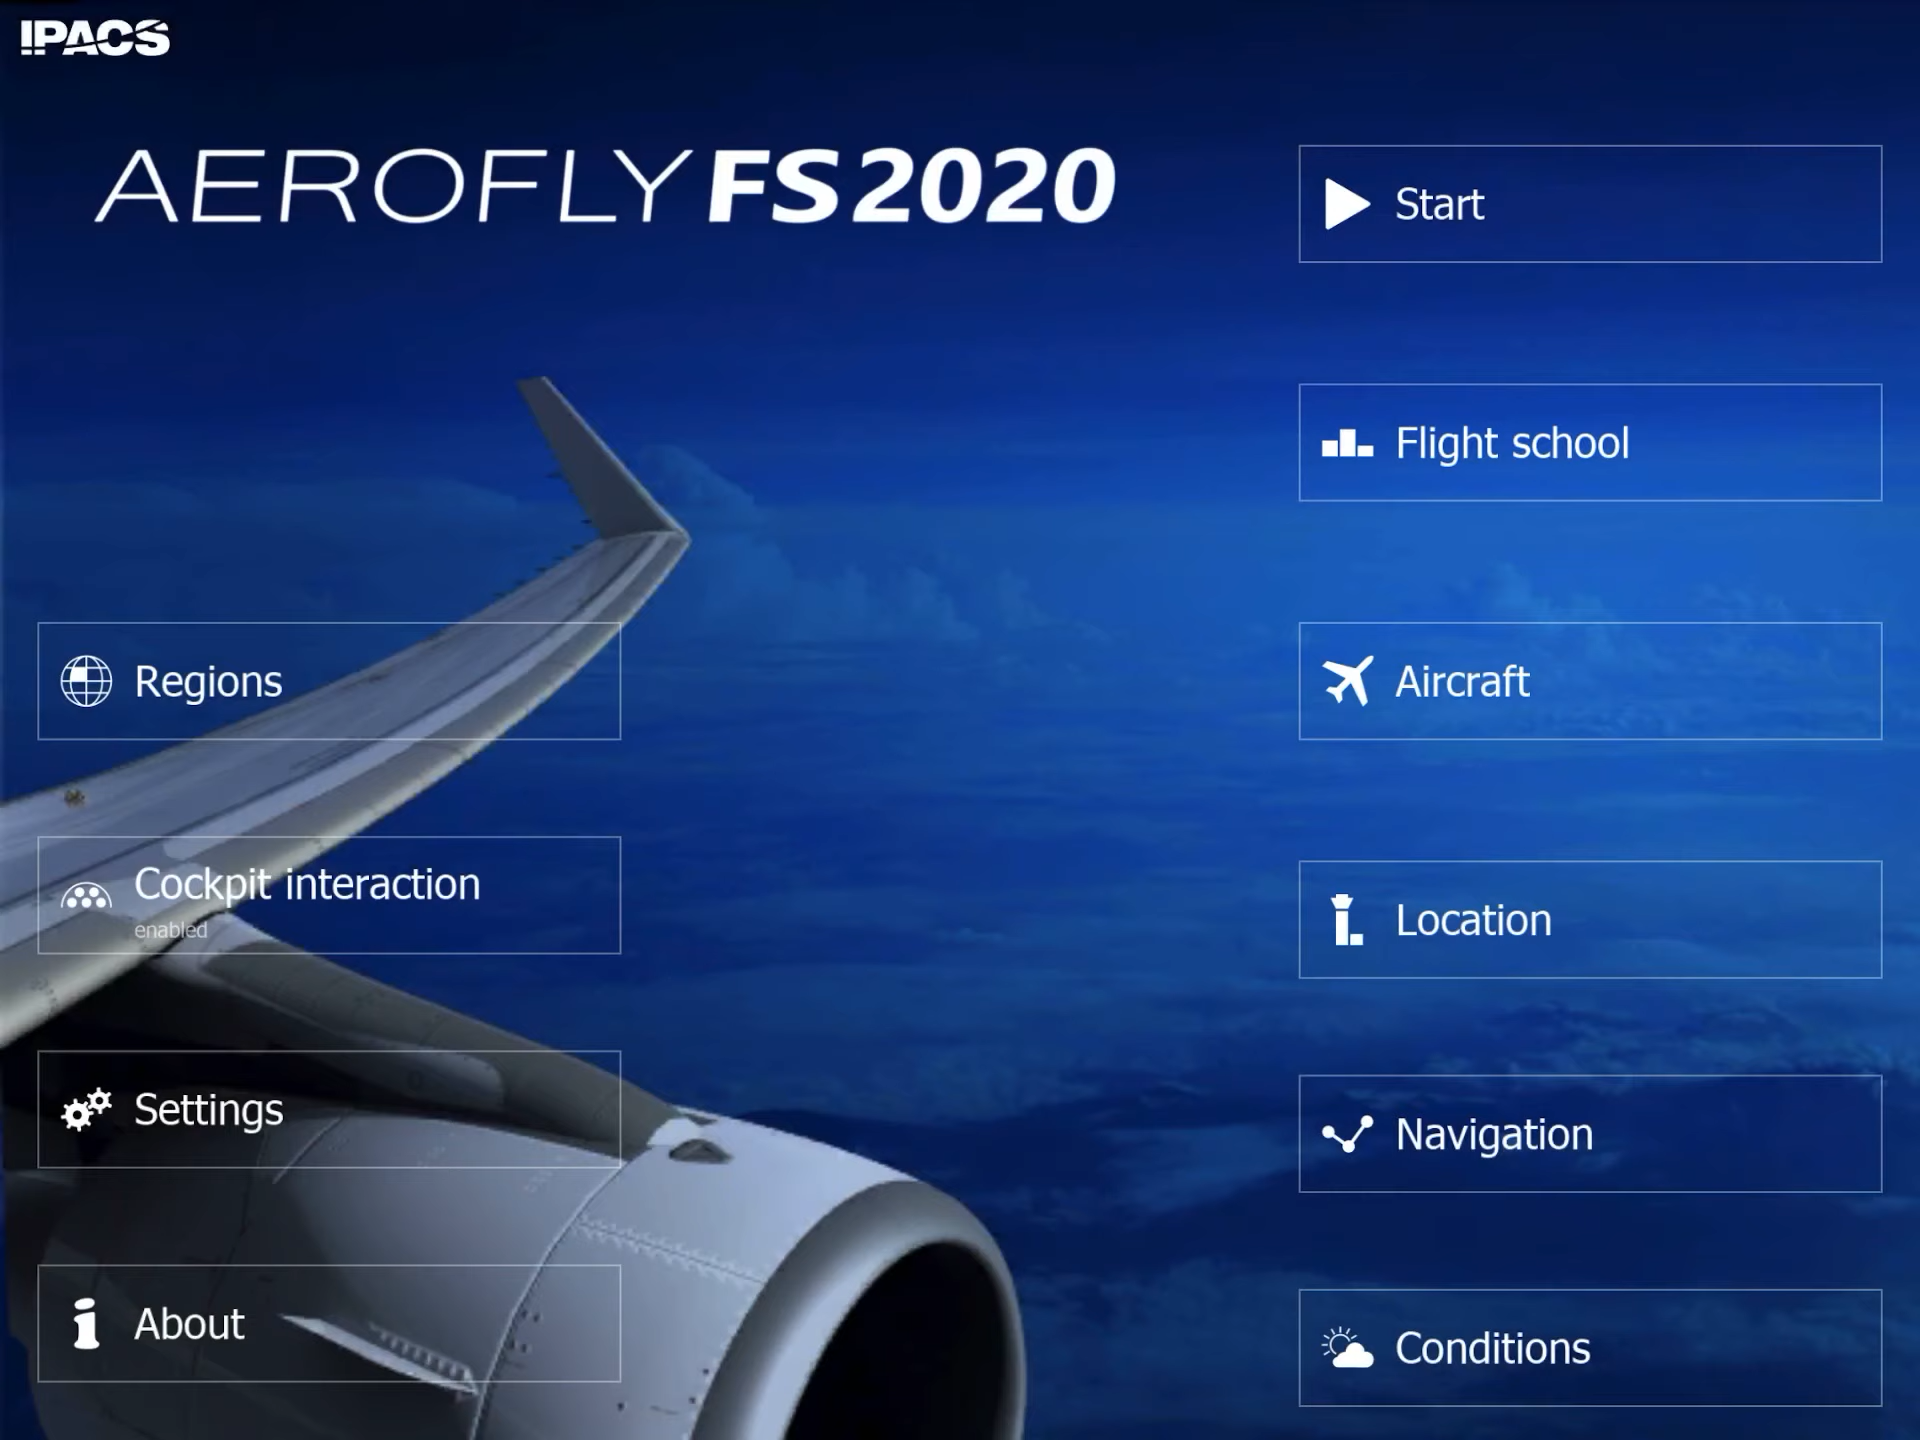 IPACS
AEROFLY FS 2020
Start
Flight school
Regions
Aircraft
Cockpit interaction
enabled
Location
Settings
Navigation
About
Conditions